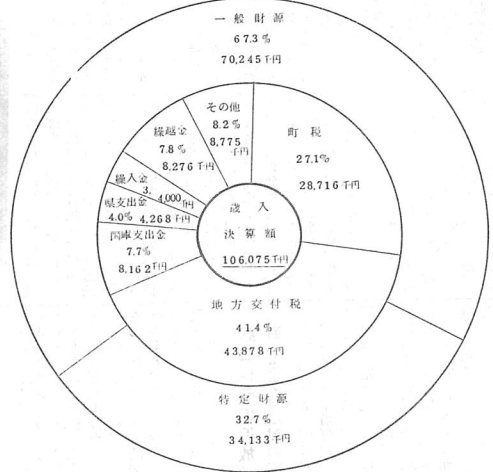 一般財源
67.3%
70,245千円
その他
8.2%
8,775
千円
町税
27.1%
28,716千円
繰越金
7.8%
8,276千円
繰入金
3.
4,000千円
県支出金
4.0% 4,268千円
国庫支出金
7.7%
8,162千円
歳入
決算額
106,075千円
地方交付税
41.4%
43,878千円
特定財源
32.7%
34,133千円